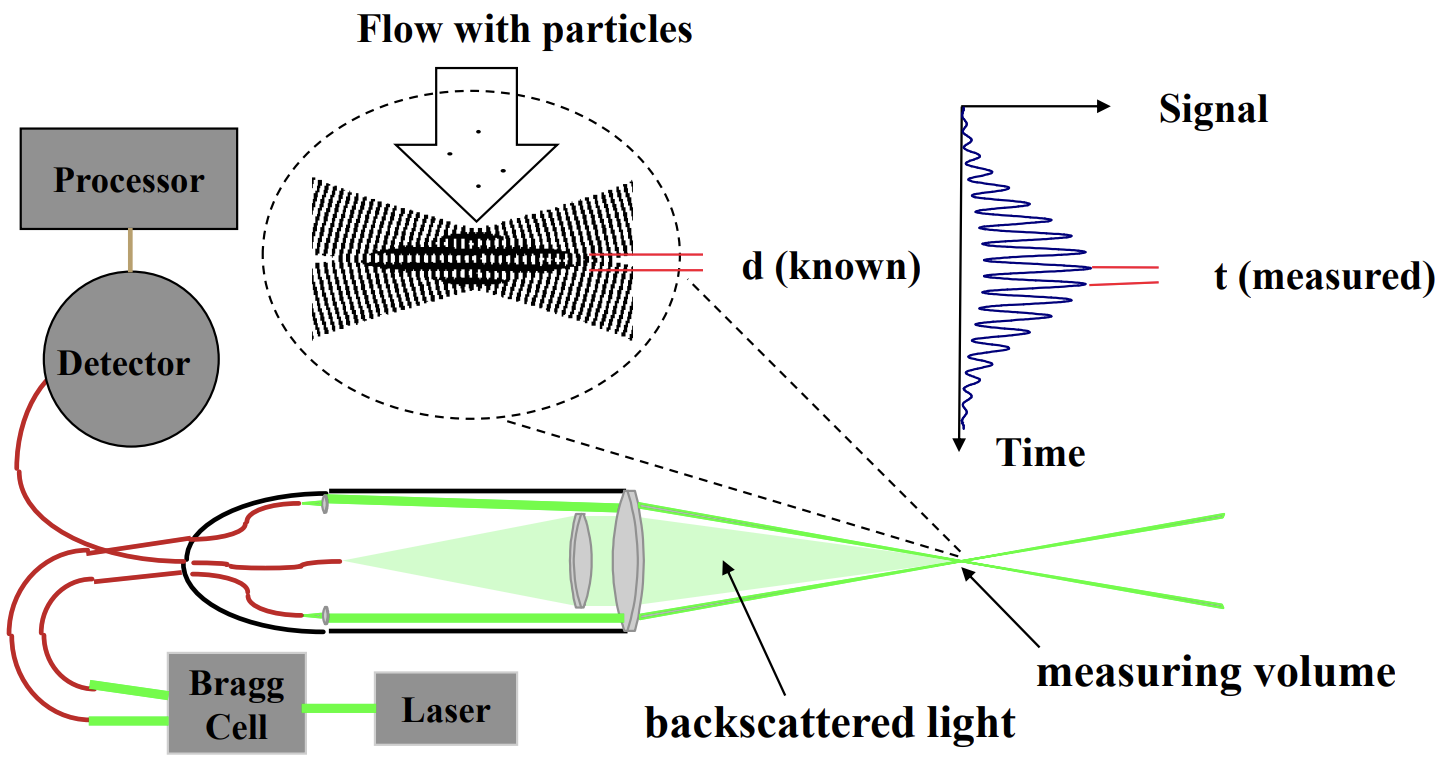 Flow with particles
Signal
Processor
d (known)
t (measured)
Detector
Time
measuring volume
Bragg
Cell
Laser
backscattered light